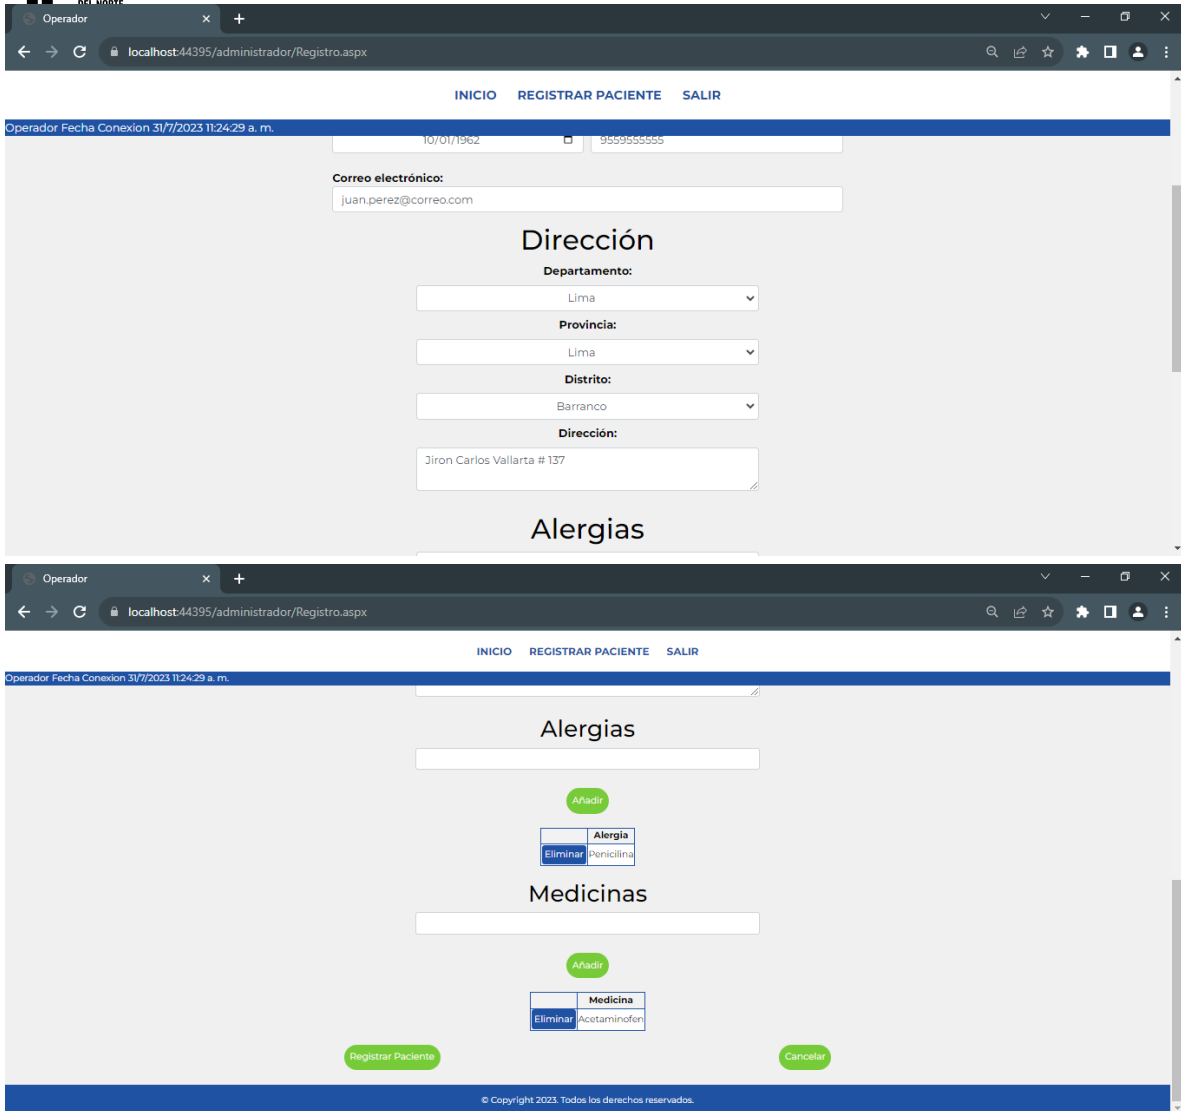 DEL NORTE
Operador
localhost:44395/administrador/Registro.aspx
INICIO REGISTRAR PACIENTE SALIR
Operador Fecha Conexion 31/7/2023 11:24:29 a. m.
10/01/1962 9559555555
Correo electrónico:
juan.perez@correo.com
Dirección
Departamento:
Lima
Provincia:
Lima
Distrito:
Barranco
Dirección:
Jiron Carlos Vallarta # 137
Alergias
Operador
localhost:44395/administrador/Registro.aspx
INICIO REGISTRAR PACIENTE SALIR
Operador Fecha Conexion 31/7/2023 11:24:29 a. m.
Alergias
Añadir
Alergia
Eliminar Penicilina
Medicinas
Añadir
Medicina
Eliminar Acetaminofen
Registrar Paciente Cancelar
© Copyright 2023. Todos los derechos reservados.